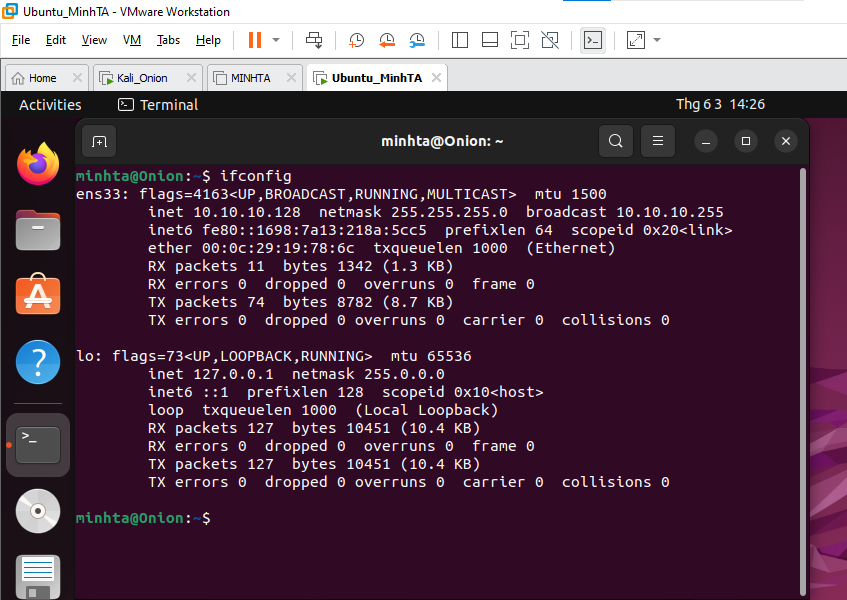 Ubuntu_MinhTA - VMware Workstation
File Edit View VM Tabs Help
Home Kali_Onion MINHTA Ubuntu_MinhTA
Activities Terminal Thg 6 3 14:26
minhta@Onion: ~
minhta@Onion:~$ ifconfig
ens33: flags=4163<UP,BROADCAST,RUNNING,MULTICAST>  mtu 1500
        inet 10.10.10.128  netmask 255.255.255.0  broadcast 10.10.10.255
        inet6 fe80::1698:7a13:218a:5cc5  prefixlen 64  scopeid 0x20<link>
        ether 00:0c:29:19:78:6c  txqueuelen 1000  (Ethernet)
        RX packets 11  bytes 1342 (1.3 KB)
        RX errors 0  dropped 0  overruns 0  frame 0
        TX packets 74  bytes 8782 (8.7 KB)
        TX errors 0  dropped 0 overruns 0  carrier 0  collisions 0
lo: flags=73<UP,LOOPBACK,RUNNING>  mtu 65536
        inet 127.0.0.1  netmask 255.0.0.0
        inet6 ::1  prefixlen 128  scopeid 0x10<host>
        loop  txqueuelen 1000  (Local Loopback)
        RX packets 127  bytes 10451 (10.4 KB)
        RX errors 0  dropped 0  overruns 0  frame 0
        TX packets 127  bytes 10451 (10.4 KB)
        TX errors 0  dropped 0 overruns 0  carrier 0  collisions 0
minhta@Onion:~$